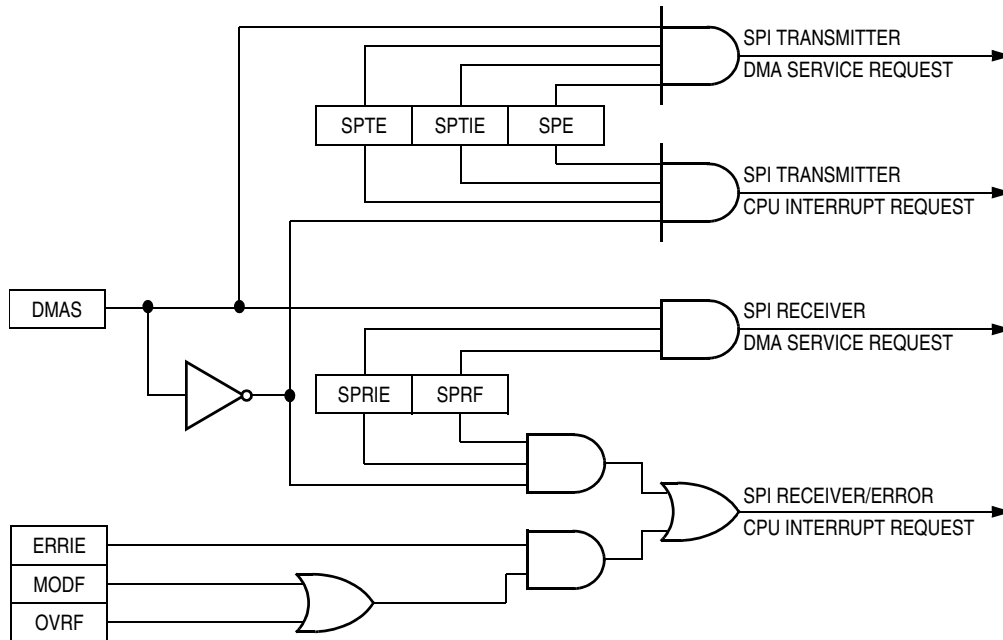 SPI TRANSMITTER
DMA SERVICE REQUEST
SPTE
SPTIE
SPE
SPI TRANSMITTER
CPU INTERRUPT REQUEST
DMAS
SPI RECEIVER
DMA SERVICE REQUEST
SPRIE
SPRF
SPI RECEIVER/ERROR
CPU INTERRUPT REQUEST
ERRIE
MODF
OVRF